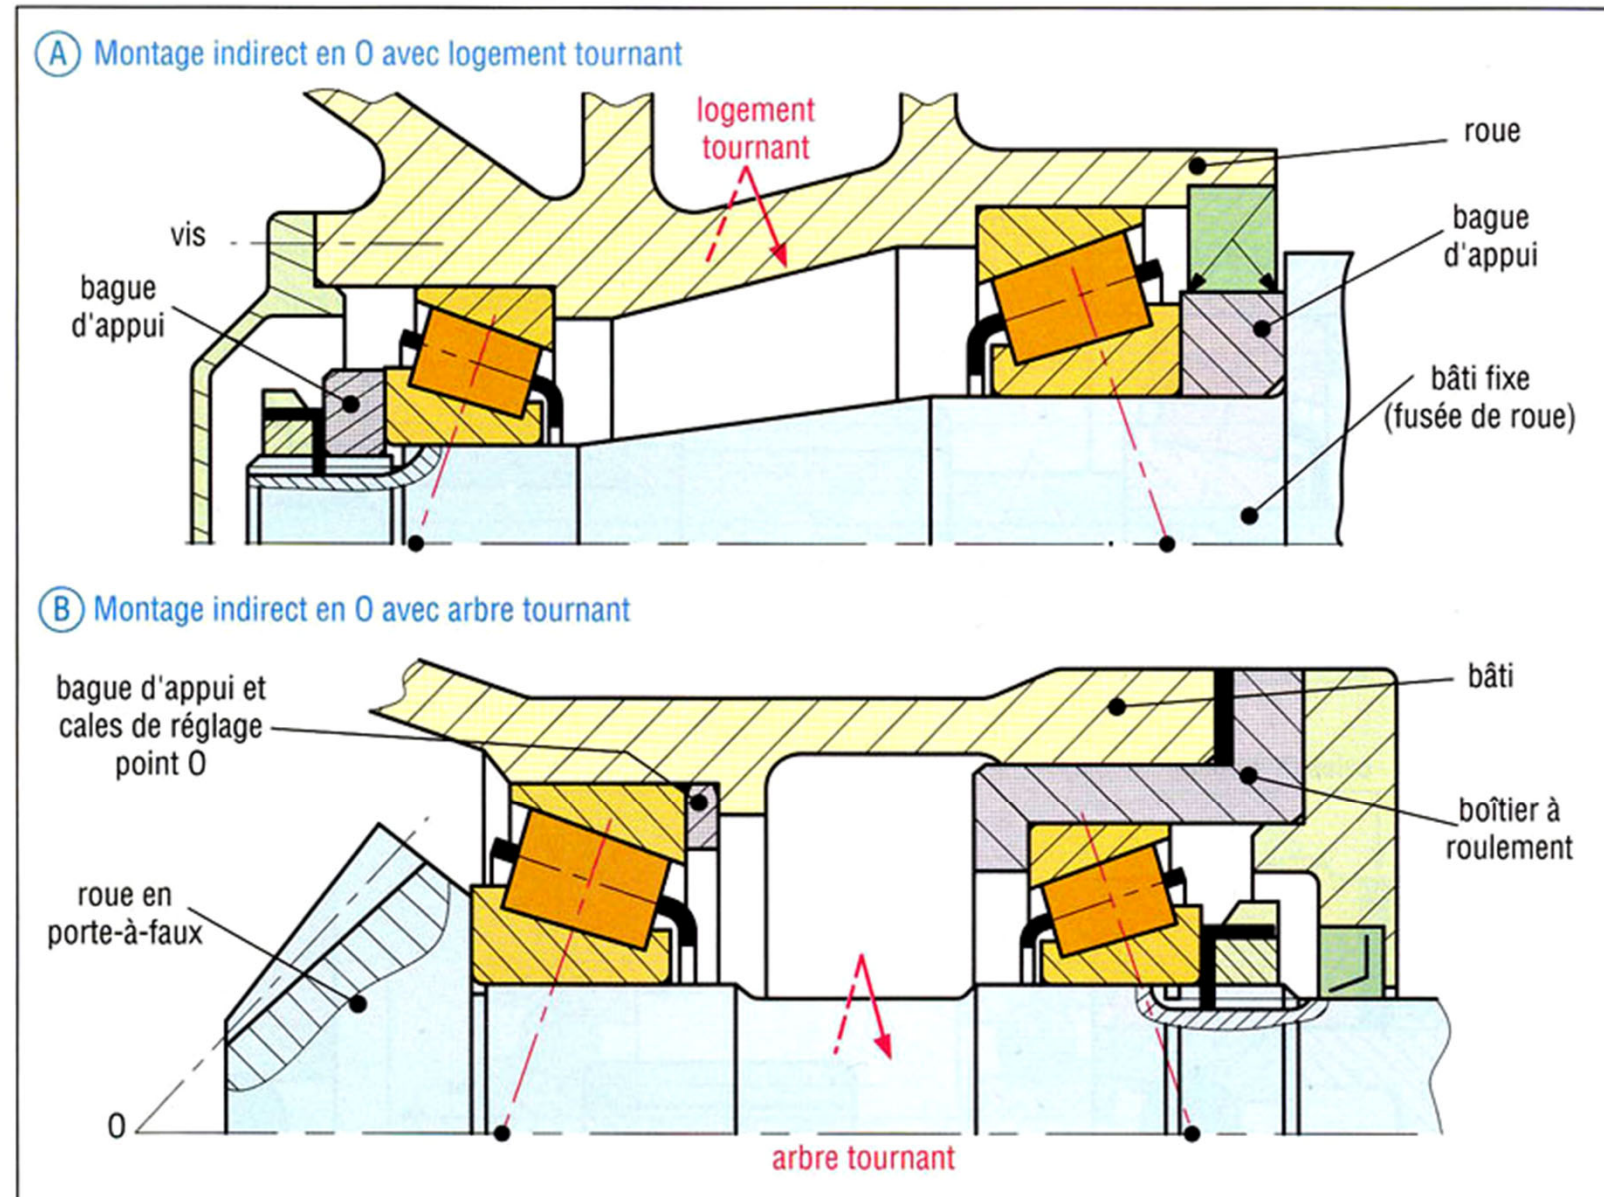 A Montage indirect en O avec logement tournant
logement
tournant
roue
vis
bague
d'appui
bague
d'appui
bâti fixe
(fusée de roue)
B Montage indirect en O avec arbre tournant
bague d'appui et
cales de réglage
point O
bâti
boîtier à
roulement
roue en
porte-à-faux
O
arbre tournant